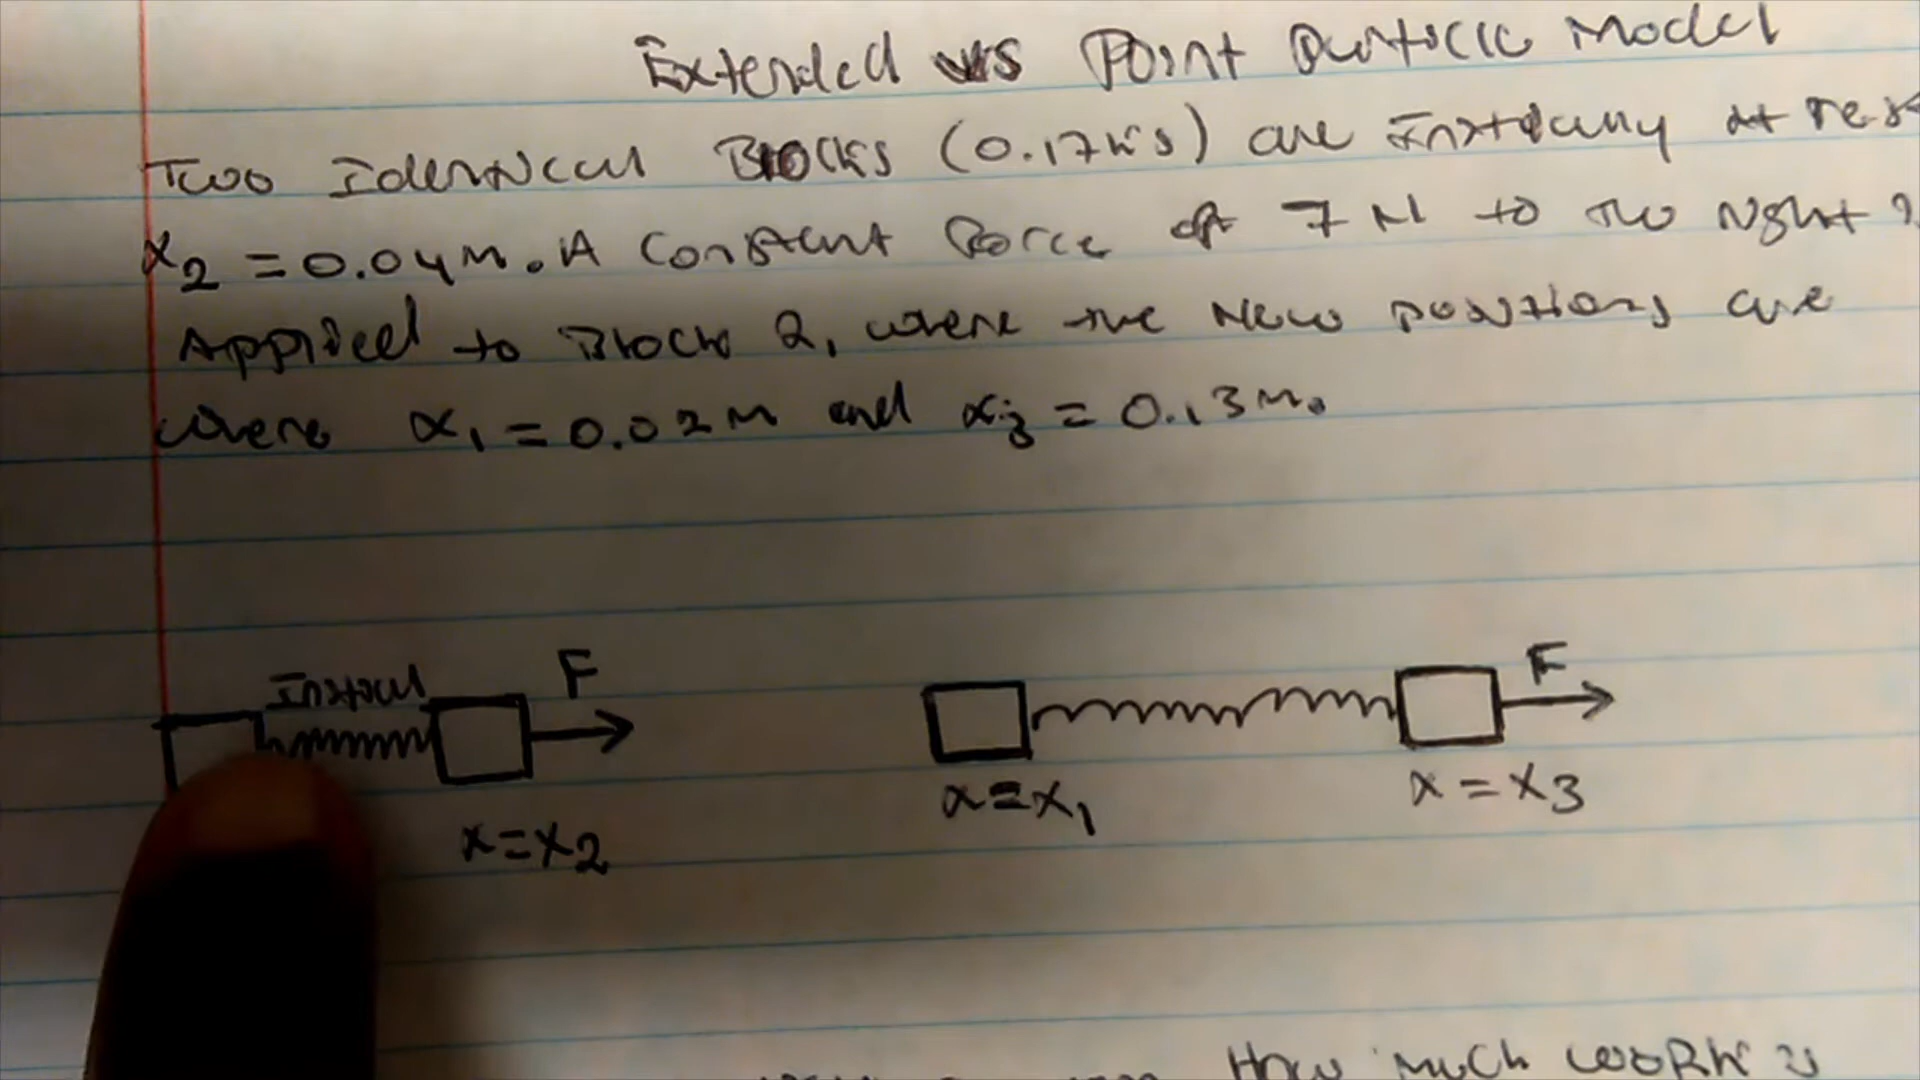 Extended vs Point Particle Model
Two Identical Blocks (0.17kg) are Initially at rest
x2 = 0.04m. A Constant Force of 7 N to the right
Applied to Block 2, where the New positions are
where x1 = 0.02m and x3 = 0.13m.
Initial F F
x = x2 x = x1 x = x3
How much work is